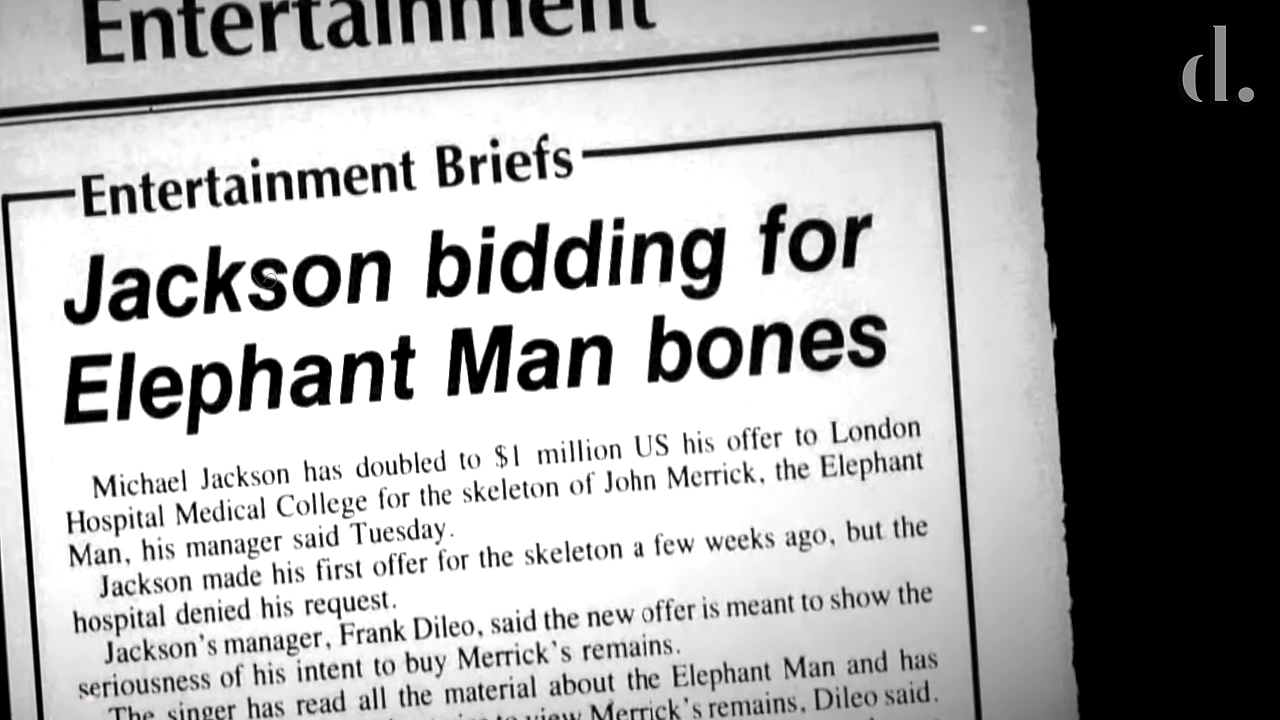 d.
Entertainment
Entertainment Briefs
Jackson bidding for
Elephant Man bones
Michael Jackson has doubled to $1 million US his offer to London
Hospital Medical College for the skeleton of John Merrick, the Elephant
Man, his manager said Tuesday.
Jackson made his first offer for the skeleton a few weeks ago, but the
hospital denied his request.
Jackson's manager, Frank Dileo, said the new offer is meant to show the
seriousness of his intent to buy Merrick's remains.
The singer has read all the material about the Elephant Man and has
to view Merrick's remains, Dileo said.